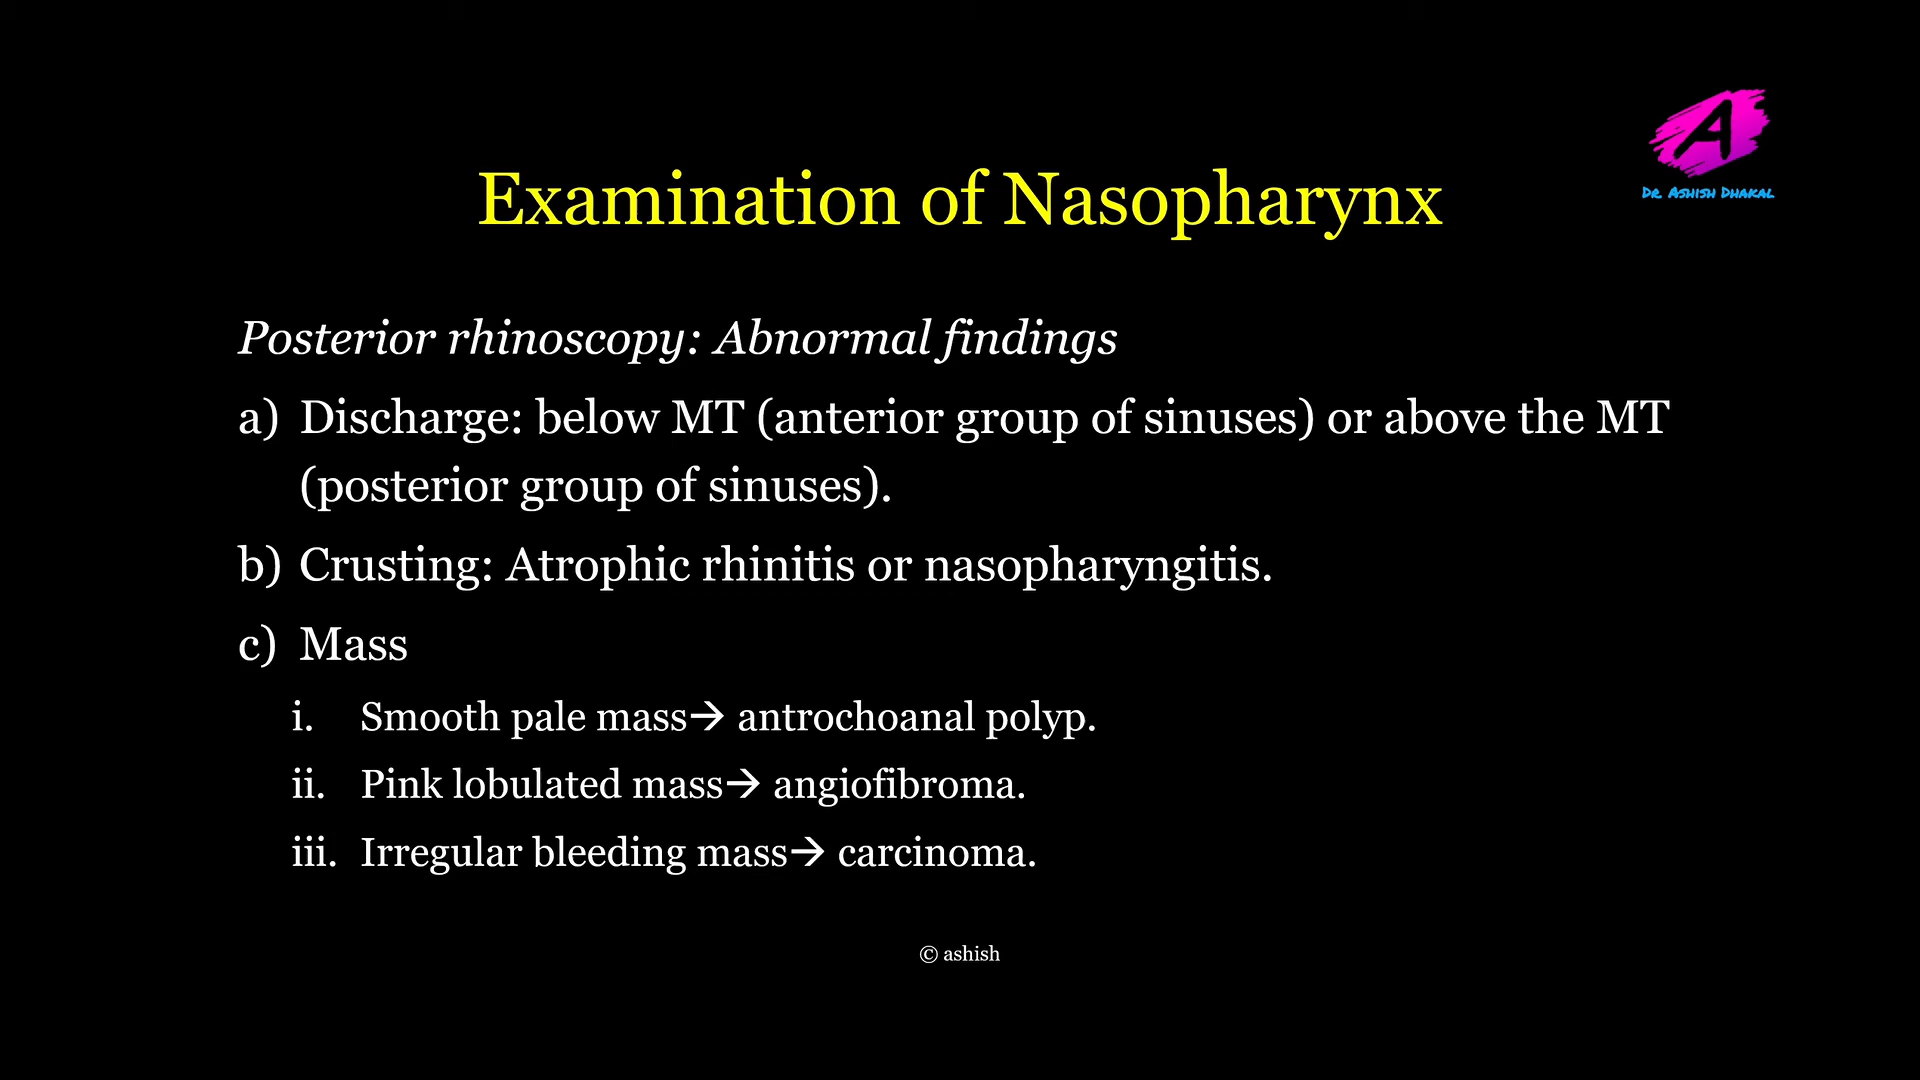 A
Dr. Ashish Dhakal
Examination of Nasopharynx
Posterior rhinoscopy: Abnormal findings
a) Discharge: below MT (anterior group of sinuses) or above the MT
(posterior group of sinuses).
b) Crusting: Atrophic rhinitis or nasopharyngitis.
c) Mass
i. Smooth pale mass→ antrochoanal polyp.
ii. Pink lobulated mass→ angiofibroma.
iii. Irregular bleeding mass→ carcinoma.
© ashish